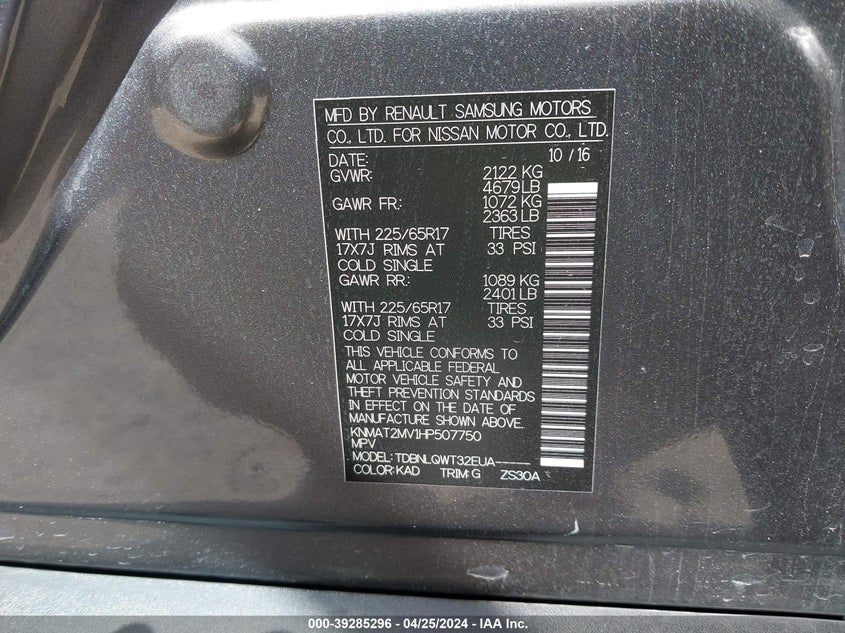 MFD BY RENAULT SAMSUNG MOTORS
CO., LTD. FOR NISSAN MOTOR CO., LTD.
DATE: 10 / 16
GVWR: 2122 KG
4679 LB
GAWR FR.: 1072 KG
2363 LB
WITH 225/65R17 TIRES
17X7J RIMS AT 33 PSI
COLD SINGLE
GAWR RR.: 1089 KG
2401 LB
WITH 225/65R17 TIRES
17X7J RIMS AT 33 PSI
COLD SINGLE
THIS VEHICLE CONFORMS TO
ALL APPLICABLE FEDERAL
MOTOR VEHICLE SAFETY AND
THEFT PREVENTION STANDARDS
IN EFFECT ON THE DATE OF
MANUFACTURE SHOWN ABOVE.
KNMAT2MV1HP507750
MPV
MODEL: TDBNLQWT32EUA-----
COLOR: KAD TRIM: G ZS30A
000-39285296 - 04/25/2024 - IAA Inc.